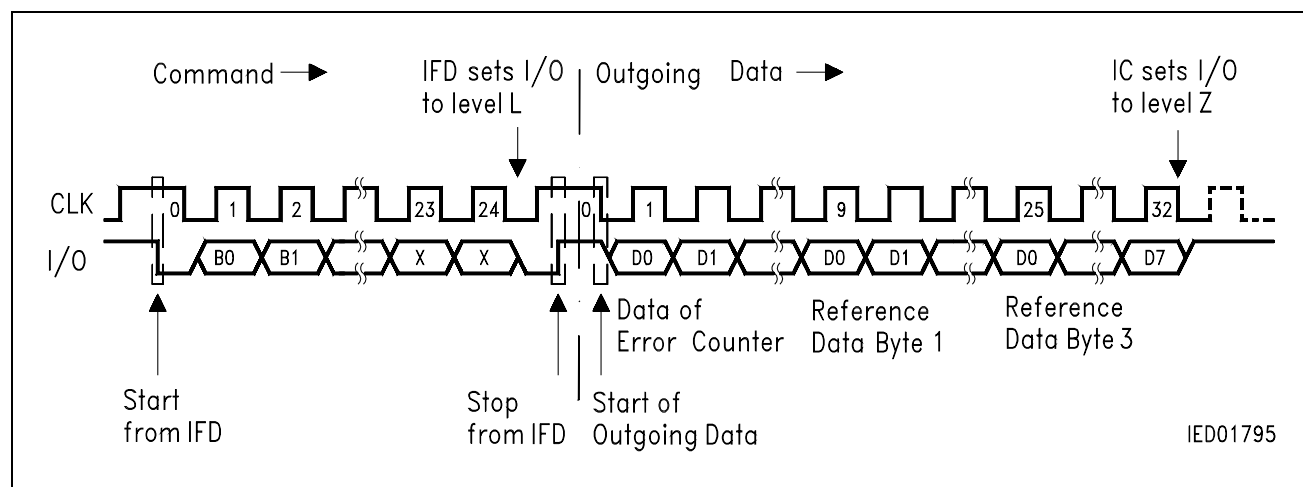 Command
IFD sets I/O
to level L
Outgoing Data
IC sets I/O
to level Z
CLK 0 1 2 23 24 0 1 9 25 32
I/O B0 B1 X X D0 D1 D0 D1 D0 D7
Data of
Error Counter
Reference
Data Byte 1
Reference
Data Byte 3
Start
from IFD
Stop
from IFD
Start of
Outgoing Data
IED01795